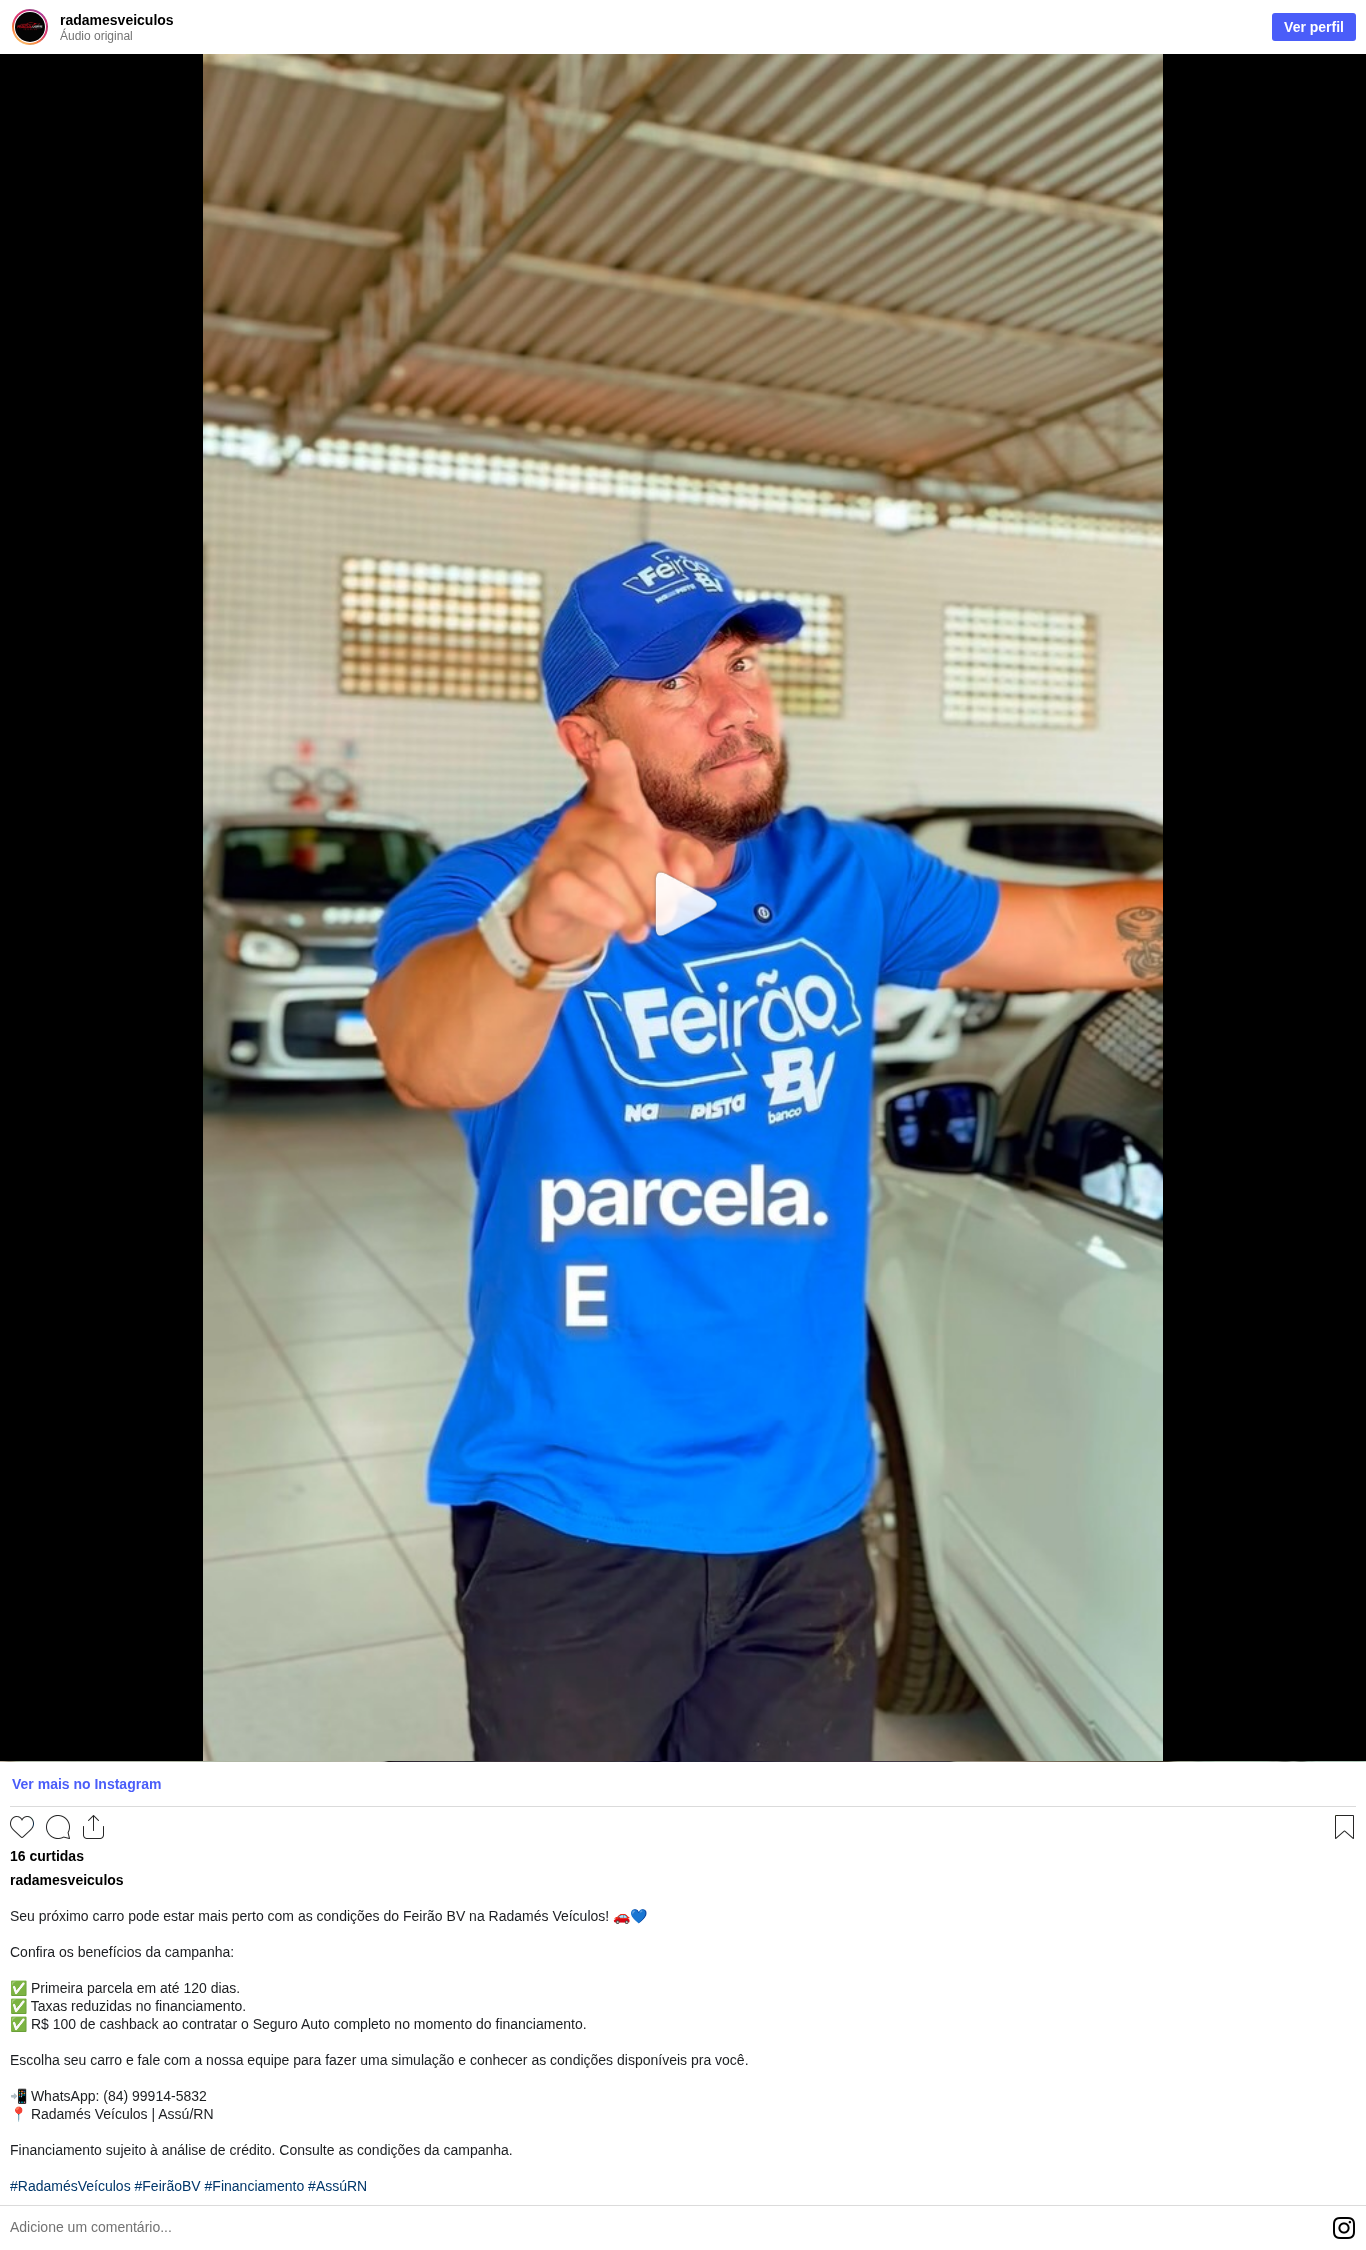 radamesveiculos
Áudio original
Ver perfil
Feirão
BV
NA PISTA
Feirão
BV
NA PISTA
banco
parcela.
E
Ver mais no Instagram
16 curtidas
radamesveiculos
Seu próximo carro pode estar mais perto com as condições do Feirão BV na Radamés Veículos! 🚗💙
Confira os benefícios da campanha:
✅ Primeira parcela em até 120 dias.
✅ Taxas reduzidas no financiamento.
✅ R$ 100 de cashback ao contratar o Seguro Auto completo no momento do financiamento.
Escolha seu carro e fale com a nossa equipe para fazer uma simulação e conhecer as condições disponíveis pra você.
📲 WhatsApp: (84) 99914-5832
📍 Radamés Veículos | Assú/RN
Financiamento sujeito à análise de crédito. Consulte as condições da campanha.
#RadamésVeículos #FeirãoBV #Financiamento #AssúRN
Adicione um comentário...